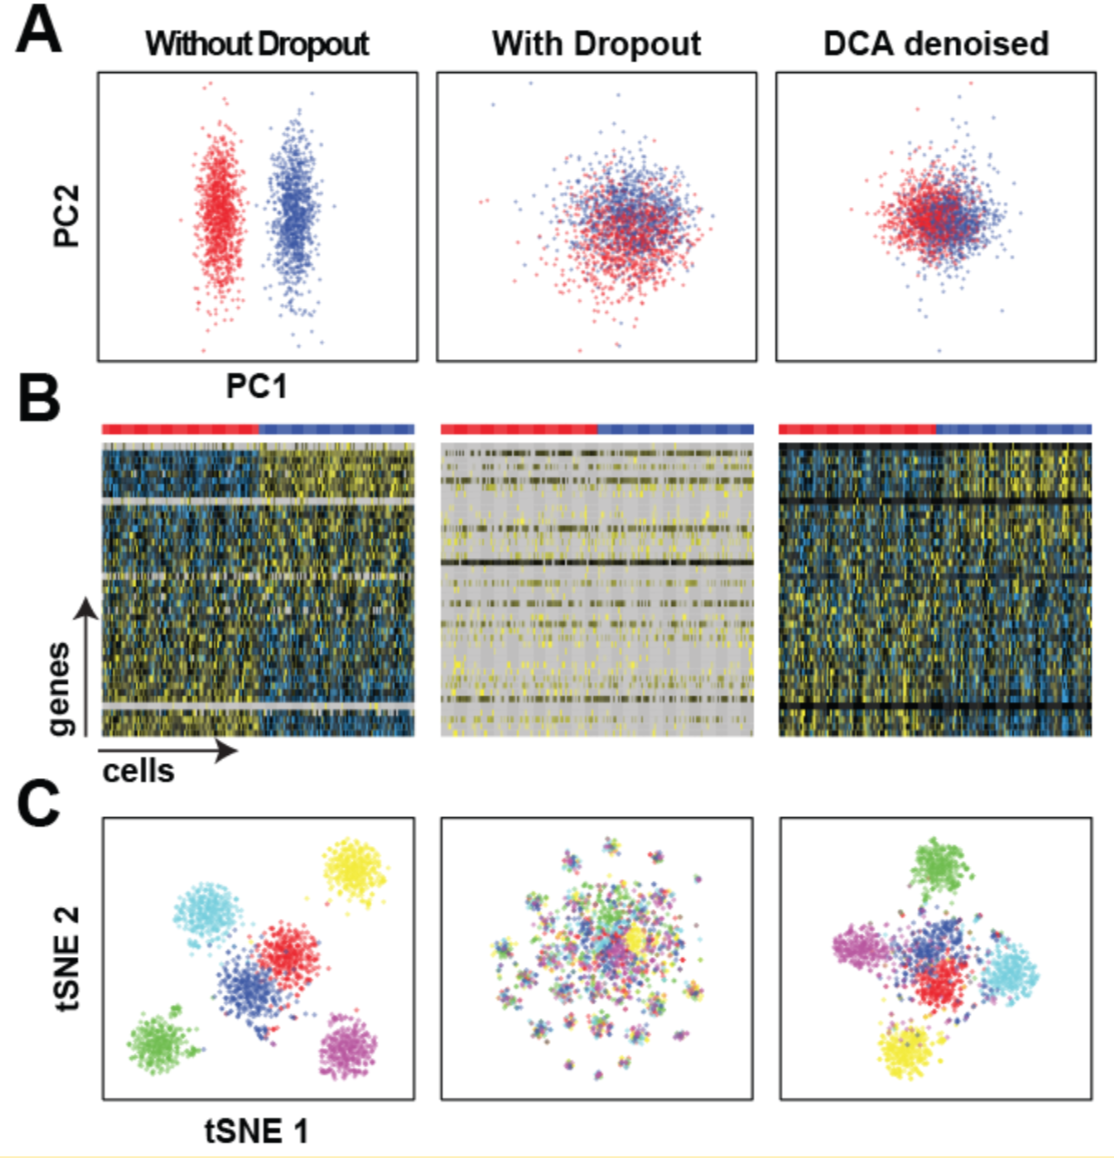 A
Without Dropout
With Dropout
DCA denoised
PC2
PC1
B
genes
cells
C
tSNE 2
tSNE 1